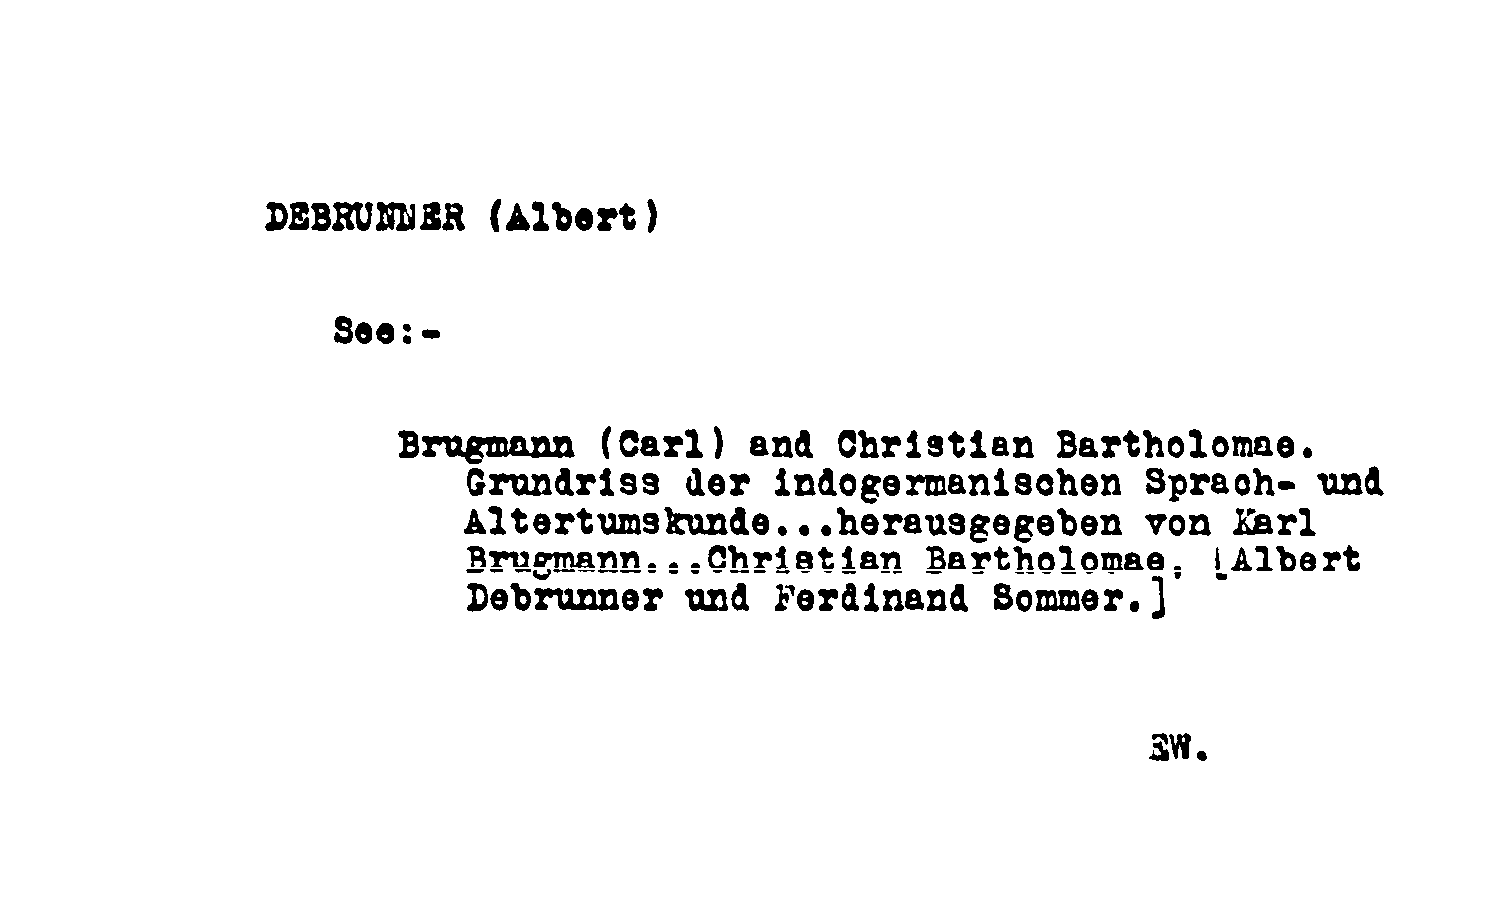 DEBRUNNER (Albert)
See:-
Brugmann (Carl) and Christian Bartholomae.
Grundriss der indogermanischen Sprach- und
Altertumskunde...herausgegeben von Karl
Brugmann...Christian Bartholomae. [Albert
Debrunner und Ferdinand Sommer.]
EW.